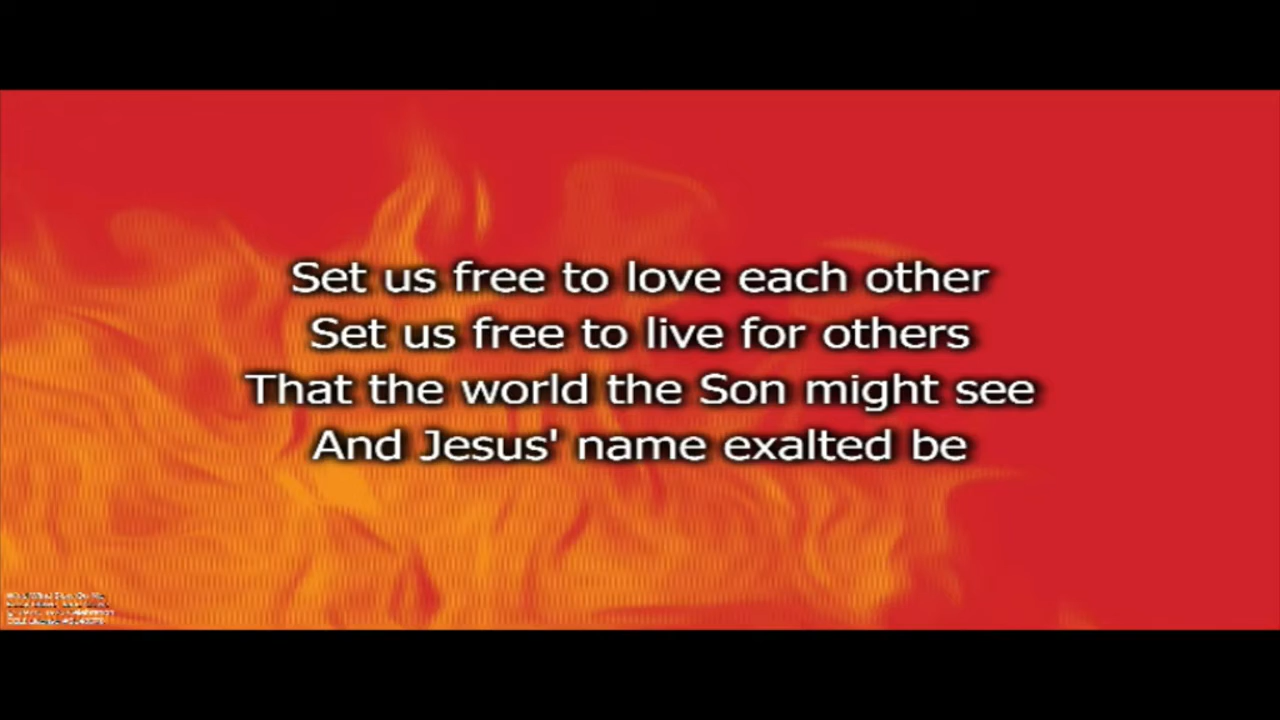 Set us free to love each other
Set us free to live for others
That the world the Son might see
And Jesus' name exalted be